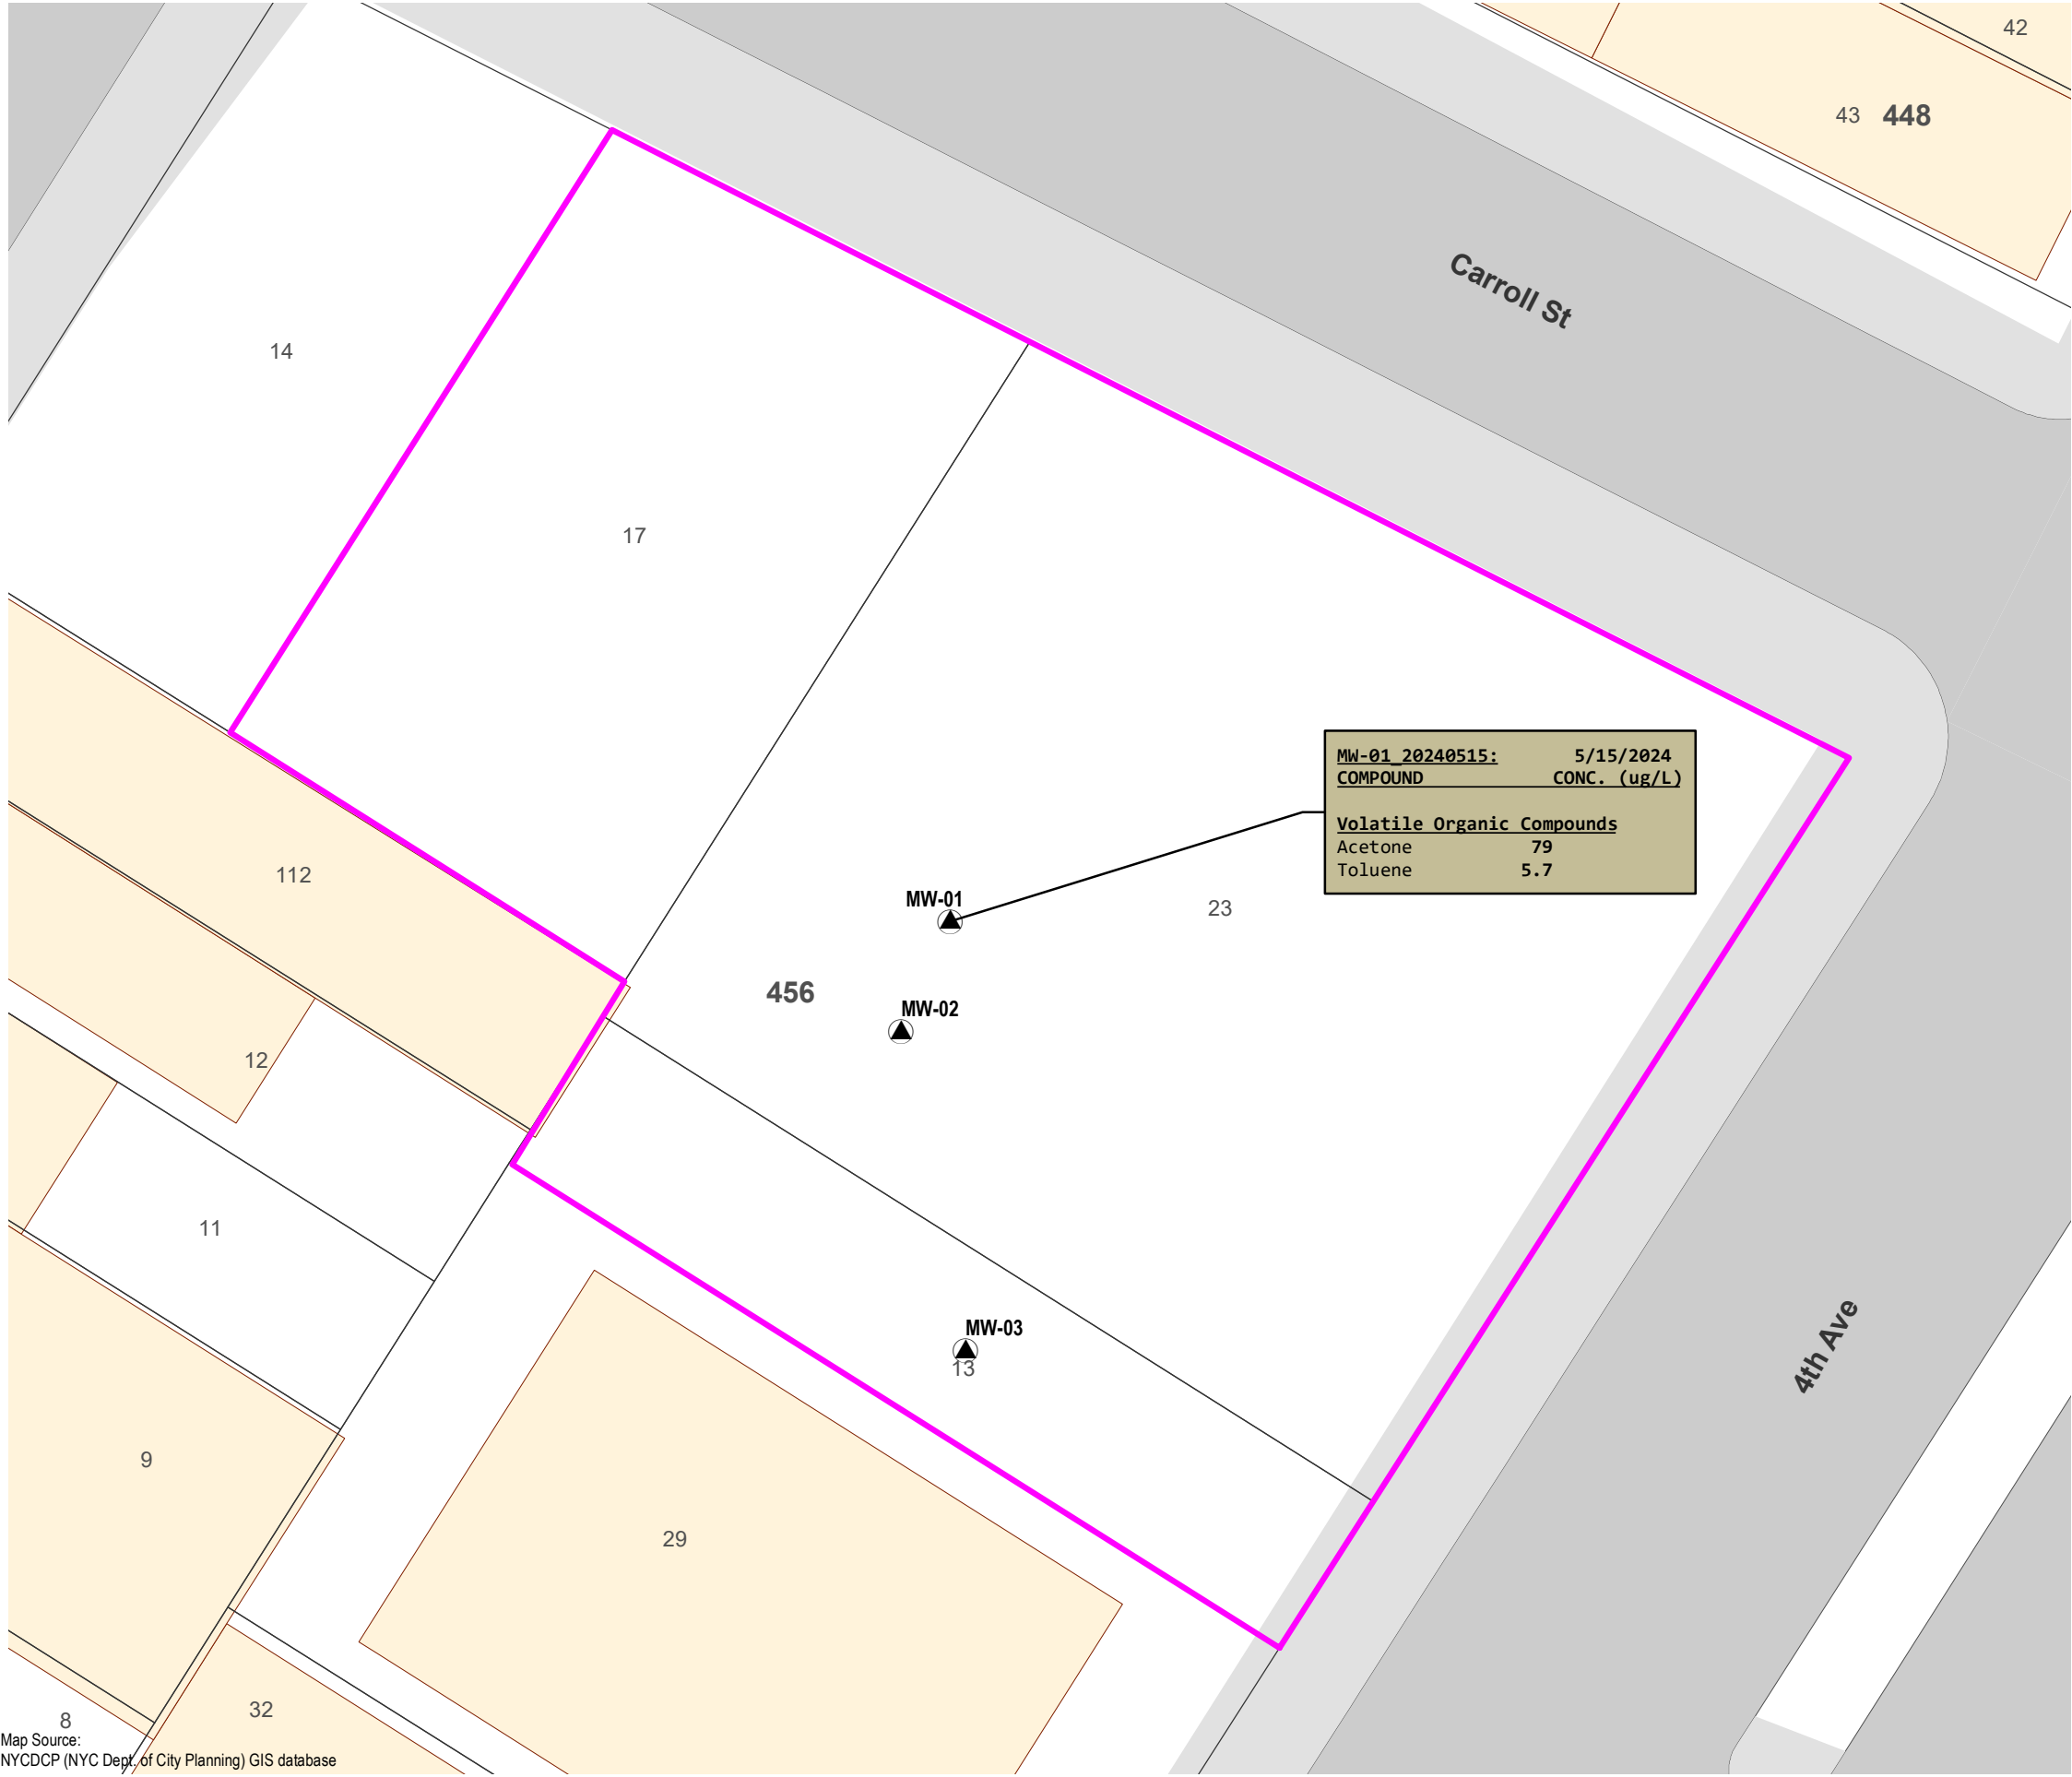 42
43 448
Carroll St
14
17
MW-01_20240515: 5/15/2024
COMPOUND CONC. (ug/L)
Volatile Organic Compounds
Acetone 79
Toluene 5.7
112
MW-01
23
456
MW-02
12
11
MW-03
13
4th Ave
9
29
32
8
Map Source:
NYCDCP (NYC Dept. of City Planning) GIS database